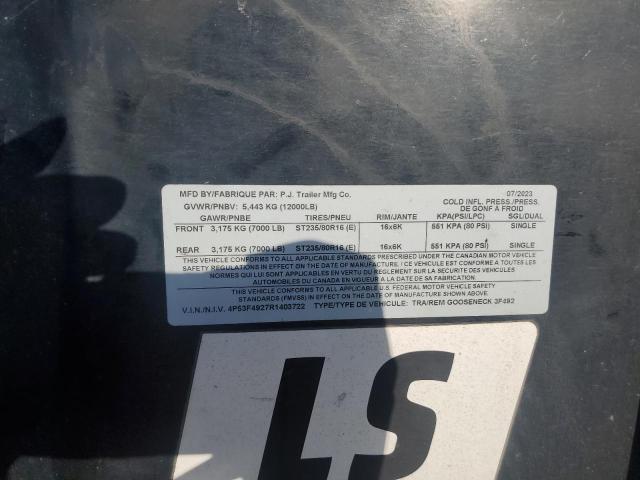 MFD BY/FABRIQUE PAR: P.J. Trailer Mfg Co. 07/2023
GVWR/PNBV: 5,443 KG (12000LB) COLD INFL. PRESS./PRESS. DE GONF À FROID
GAWR/PNBE TIRES/PNEU RIM/JANTE KPA(PSI/LPC) SGL/DUAL
FRONT 3,175 KG (7000 LB) ST235/80R16 (E) 16x6K 551 KPA (80 PSI) SINGLE
REAR 3,175 KG (7000 LB) ST235/80R16 (E) 16x6K 551 KPA (80 PSI) SINGLE
THIS VEHICLE CONFORMS TO ALL APPLICABLE STANDARDS PRESCRIBED UNDER THE CANADIAN MOTOR VEHICLE
SAFETY REGULATIONS IN EFFECT ON THE DATE OF MANUFACTURE. / CE VEHICULE EST CONFORME A TOUTES LES
NORMES QUI LUI SONT APPLICABLES EN VERTU DU REGLEMENT SUR LA SECURITE DES VEHICULES
AUTOMOBILES DU CANADA EN VIGUEUR A LA DATE DE SA FABRICATION
THIS VEHICLE CONFORMS TO ALL APPLICABLE U.S. FEDERAL MOTOR VEHICLE SAFETY
STANDARDS (FMVSS) IN EFFECT ON THE DATE OF MANUFACTURE SHOWN ABOVE.
V.I.N./N.I.V. 4P53F4927R1403722 TYPE/TYPE DE VEHICULE: TRA/REM GOOSENECK 3F492
LS